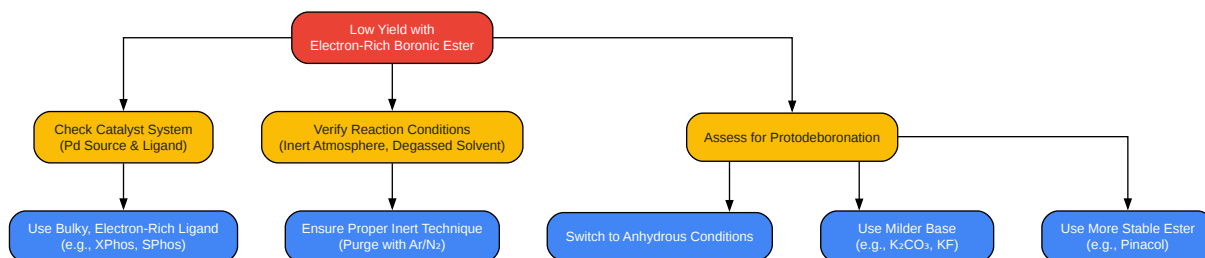 Low Yield with
Electron-Rich Boronic Ester
Check Catalyst System
(Pd Source & Ligand)
Verify Reaction Conditions
(Inert Atmosphere, Degassed Solvent)
Assess for Protodeboronation
Use Bulky, Electron-Rich Ligand
(e.g., XPhos, SPhos)
Ensure Proper Inert Technique
(Purge with Ar/N₂)
Switch to Anhydrous Conditions
Use Milder Base
(e.g., K₂CO₃, KF)
Use More Stable Ester
(e.g., Pinacol)